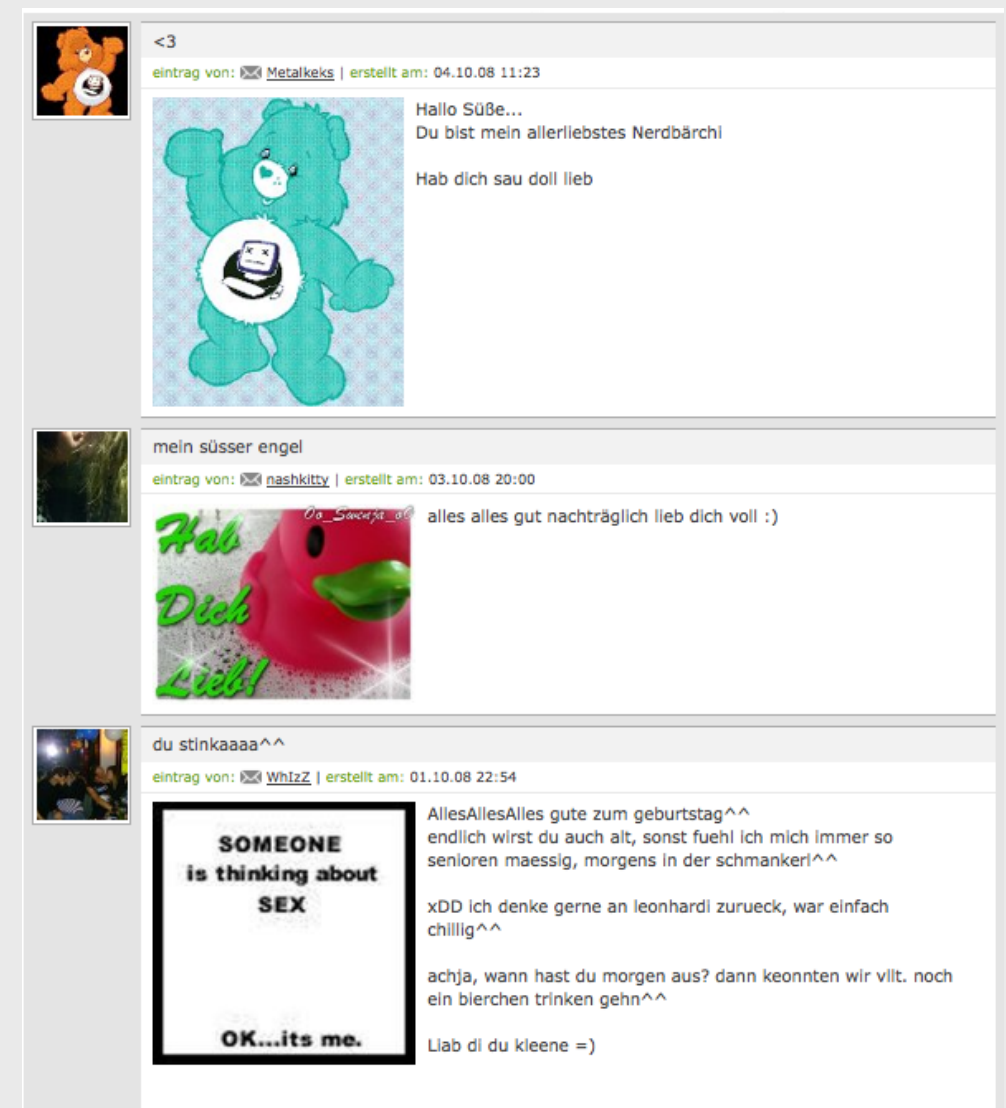 <3
eintrag von: Metalkeks | erstellt am: 04.10.08 11:23
Hallo Süße...
Du bist mein allerliebstes Nerdbärchi
Hab dich sau doll lieb
mein süsser engel
eintrag von: nashkitty | erstellt am: 03.10.08 20:00
Oo_Swenja_oO
Hab
Dich
Lieb!
alles alles gut nachträglich lieb dich voll :)
du stinkaaaa^^
eintrag von: WhIzZ | erstellt am: 01.10.08 22:54
SOMEONE
is thinking about
SEX
OK...its me.
AllesAllesAlles gute zum geburtstag^^
endlich wirst du auch alt, sonst fuehl ich mich immer so
senioren maessig, morgens in der schmankerl^^
xDD ich denke gerne an leonhardi zurueck, war einfach
chillig^^
achja, wann hast du morgen aus? dann keonnten wir vllt. noch
ein bierchen trinken gehn^^
Liab di du kleene =)